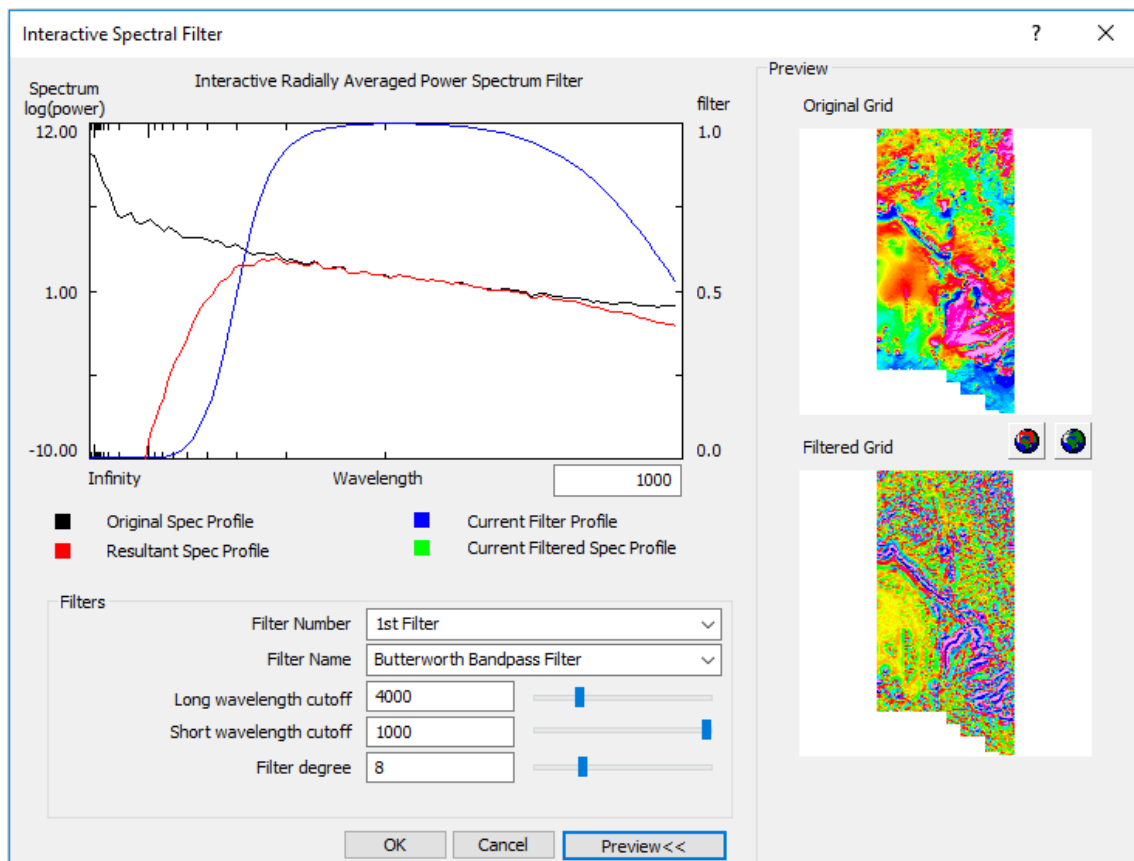 Interactive Spectral Filter
?
Interactive Radially Averaged Power Spectrum Filter
Spectrum
log(power)
filter
12.00
1.0
1.00
0.5
-10.00
0.0
Infinity
Wavelength
1000
Original Spec Profile
Current Filter Profile
Resultant Spec Profile
Current Filtered Spec Profile
Filters
Filter Number
1st Filter
Filter Name
Butterworth Bandpass Filter
Long wavelength cutoff
4000
Short wavelength cutoff
1000
Filter degree
8
OK
Cancel
Preview<<
Preview
Original Grid
Filtered Grid